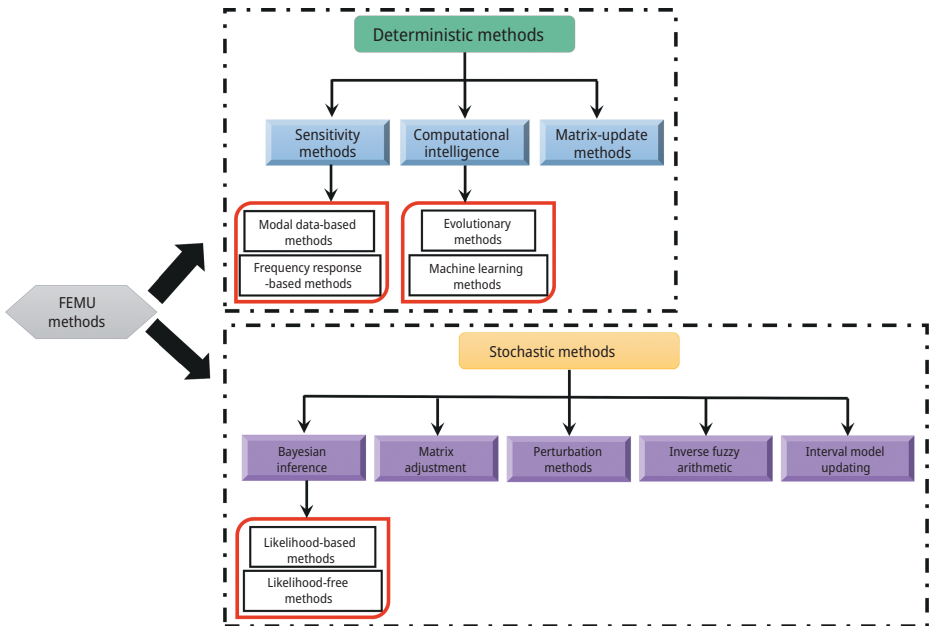 Deterministic methods
Sensitivity
methods
Computational
intelligence
Matrix-update
methods
Modal data-based
methods
Frequency response
-based methods
Evolutionary
methods
Machine learning
methods
FEMU
methods
Stochastic methods
Bayesian
inference
Matrix
adjustment
Perturbation
methods
Inverse fuzzy
arithmetic
Interval model
updating
Likelihood-based
methods
Likelihood-free
methods